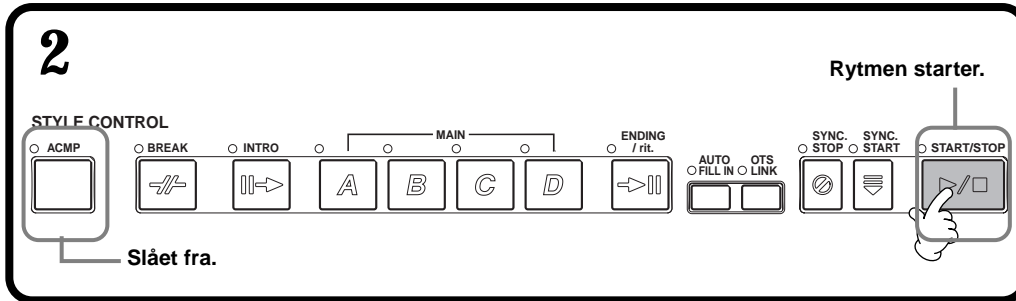 2
Rytmen starter.
STYLE CONTROL
ACMP
BREAK
INTRO
MAIN
A
B
C
D
ENDING
/ rit.
AUTO
FILL IN
OTS
LINK
SYNC.
STOP
SYNC.
START
START/STOP
Slået fra.